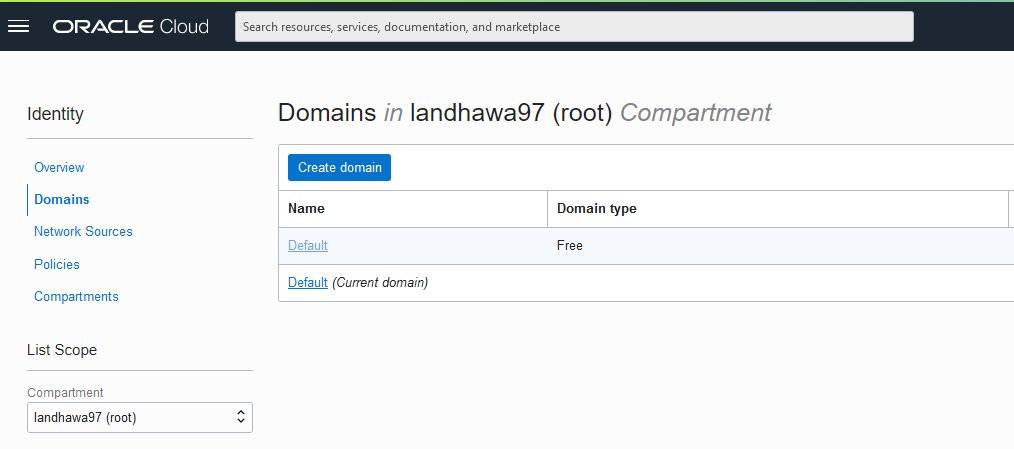 ORACLE Cloud
Search resources, services, documentation, and marketplace
Identity
Overview
Domains
Network Sources
Policies
Compartments
List Scope
Compartment
landhawa97 (root)
Domains in landhawa97 (root) Compartment
Create domain
Name Domain type
Default Free
Default (Current domain)